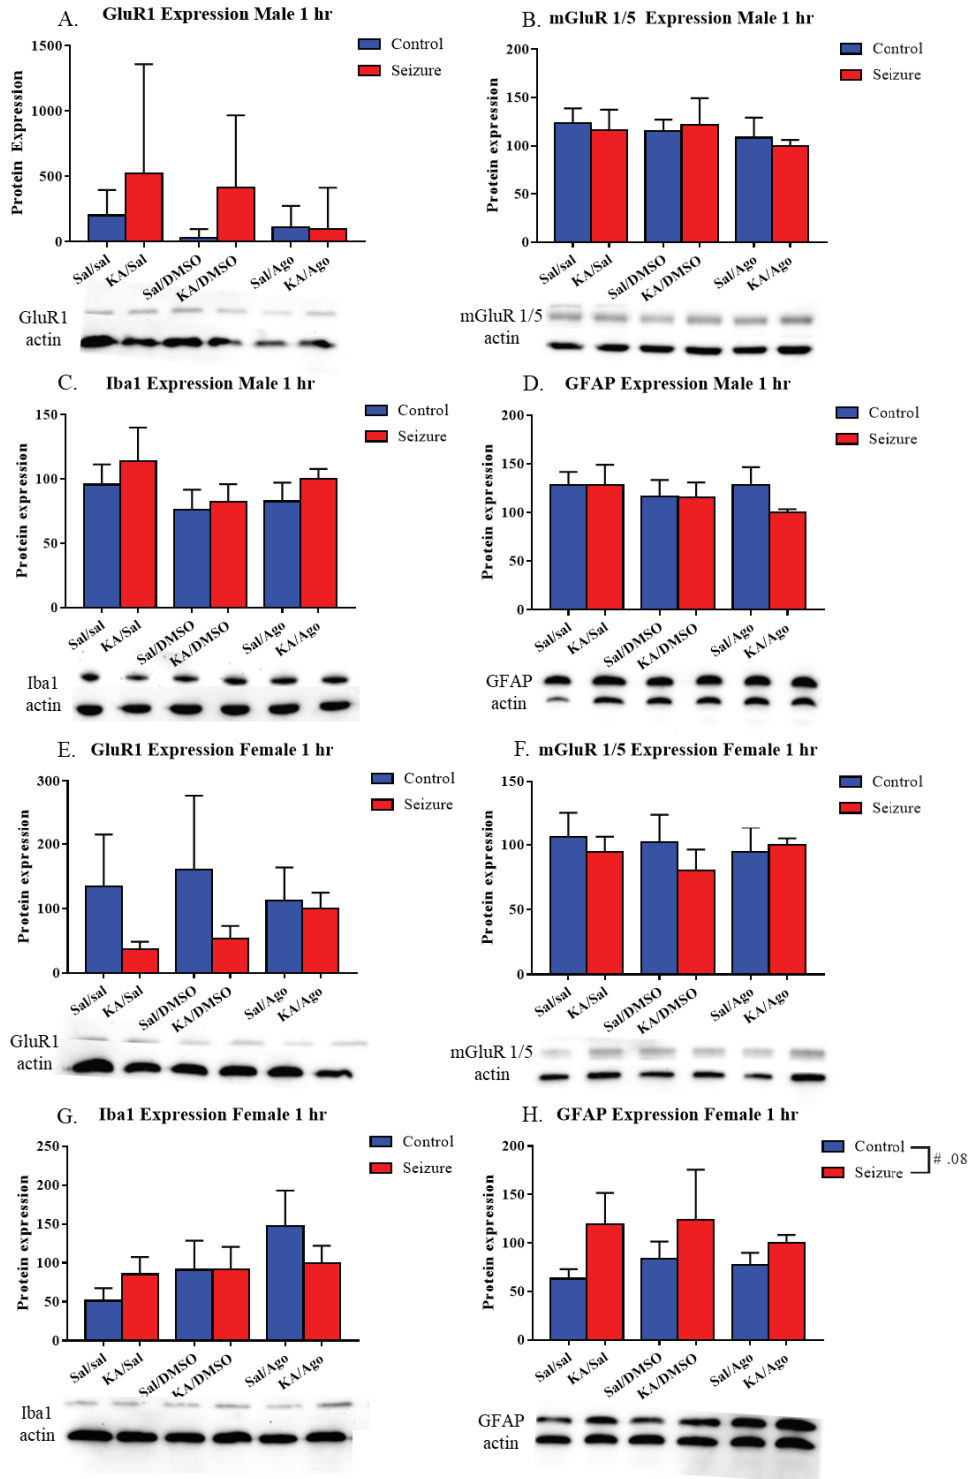 A. GluR1 Expression Male 1 hr
Control
Seizure
Protein Expression
1500
1000
500
0
Sal/sal
KA/Sal
Sal/DMSO
KA/DMSO
Sal/Ago
KA/Ago
GluR1
actin
B. mGluR 1/5 Expression Male 1 hr
Control
Seizure
Protein expression
200
150
100
50
0
Sal/sal
KA/Sal
Sal/DMSO
KA/DMSO
Sal/Ago
KA/Ago
mGluR 1/5
actin
C. Iba1 Expression Male 1 hr
Control
Seizure
Protein expression
150
100
50
0
Sal/sal
KA/Sal
Sal/DMSO
KA/DMSO
Sal/Ago
KA/Ago
Iba1
actin
D. GFAP Expression Male 1 hr
Control
Seizure
Protein expression
200
150
100
50
0
Sal/sal
KA/Sal
Sal/DMSO
KA/DMSO
Sal/Ago
KA/Ago
GFAP
actin
E. GluR1 Expression Female 1 hr
Control
Seizure
Protein expression
300
200
100
0
Sal/sal
KA/Sal
Sal/DMSO
KA/DMSO
Sal/Ago
KA/Ago
GluR1
actin
F. mGluR 1/5 Expression Female 1 hr
Control
Seizure
Protein expression
150
100
50
0
Sal/sal
KA/Sal
Sal/DMSO
KA/DMSO
Sal/Ago
KA/Ago
mGluR 1/5
actin
G. Iba1 Expression Female 1 hr
Control
Seizure
Protein expression
250
200
150
100
50
0
Sal/sal
KA/Sal
Sal/DMSO
KA/DMSO
Sal/Ago
KA/Ago
Iba1
actin
H. GFAP Expression Female 1 hr
Control
Seizure
# .08
Protein expression
200
150
100
50
0
Sal/sal
KA/Sal
Sal/DMSO
KA/DMSO
Sal/Ago
KA/Ago
GFAP
actin